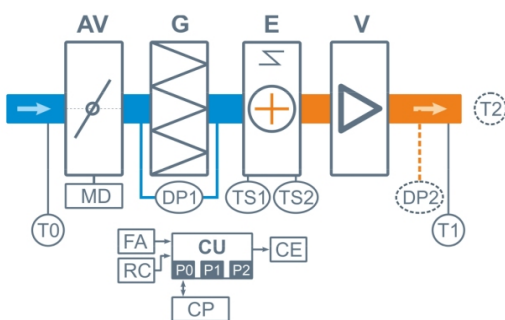 AV G E V
T2
MD DP1 TS1 TS2 DP2
T0 T1
FA CU CE
RC P0 P1 P2
CP